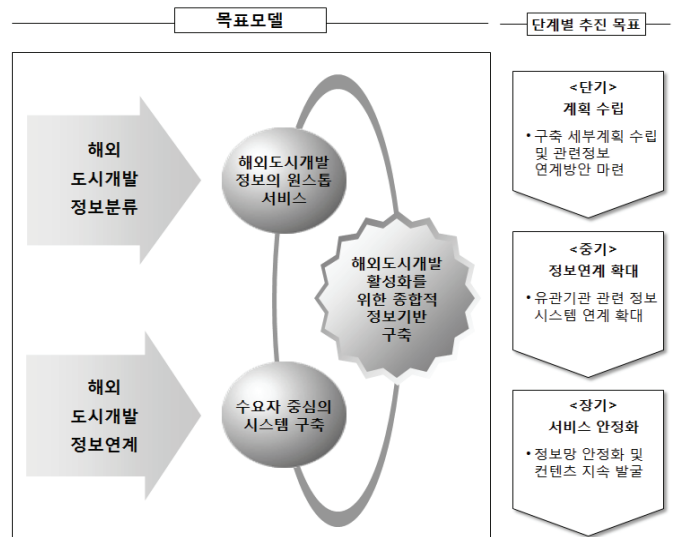 목표모델
해외
도시개발
정보분류
해외
도시개발
정보연계
해외도시개발
정보의 원스톱
서비스
해외도시개발
활성화를
위한 종합적
정보기반
구축
수요자 중심의
시스템 구축
단계별 추진 목표
<단기>
계획 수립
• 구축 세부계획 수립
및 관련정보
연계방안 마련
<중기>
정보연계 확대
• 유관기관 관련 정보
시스템 연계 확대
<장기>
서비스 안정화
• 정보망 안정화 및
컨텐츠 지속 발굴